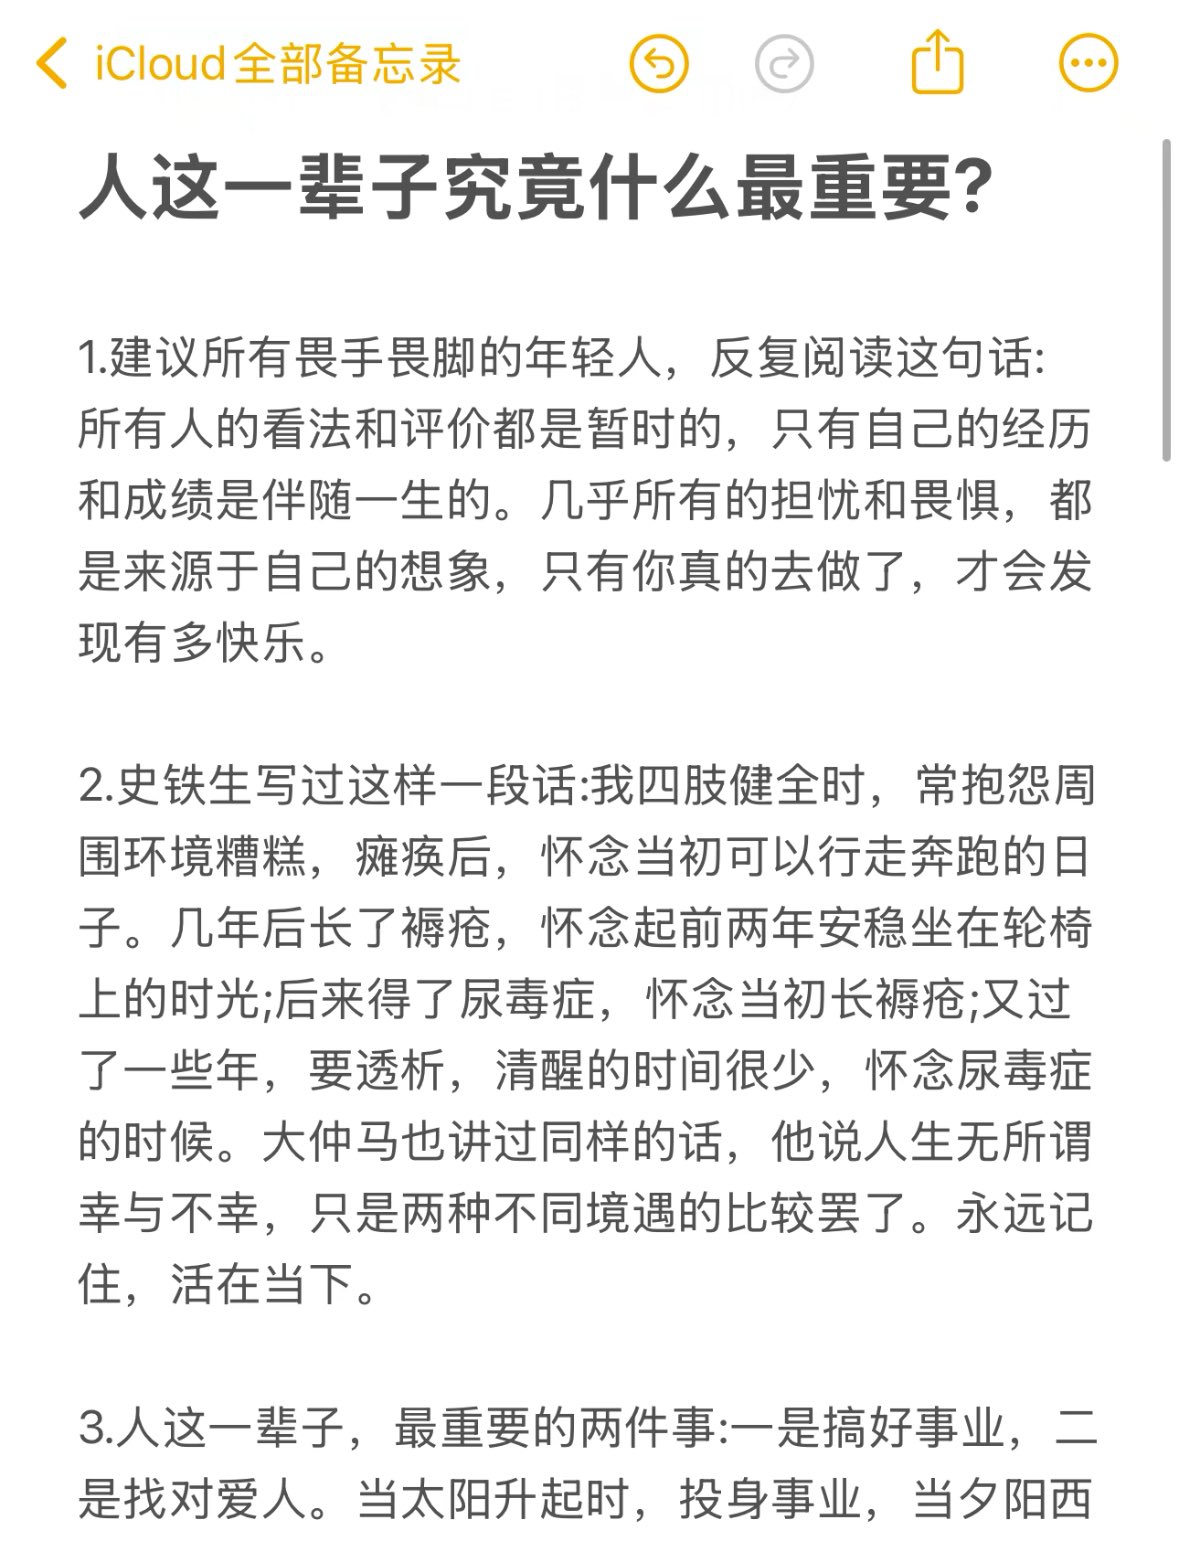 iCloud全部备忘录
人这一辈子究竟什么最重要?
1.建议所有畏手畏脚的年轻人，反复阅读这句话:
所有人的看法和评价都是暂时的，只有自己的经历
和成绩是伴随一生的。几乎所有的担忧和畏惧，都
是来源于自己的想象，只有你真的去做了，才会发
现有多快乐。
2.史铁生写过这样一段话:我四肢健全时，常抱怨周
围环境糟糕，瘫痪后，怀念当初可以行走奔跑的日
子。几年后长了褥疮，怀念起前两年安稳坐在轮椅
上的时光;后来得了尿毒症，怀念当初长褥疮;又过
了一些年，要透析，清醒的时间很少，怀念尿毒症
的时候。大仲马也讲过同样的话，他说人生无所谓
幸与不幸，只是两种不同境遇的比较罢了。永远记
住，活在当下。
3.人这一辈子，最重要的两件事:一是搞好事业，二
是找对爱人。当太阳升起时，投身事业，当夕阳西